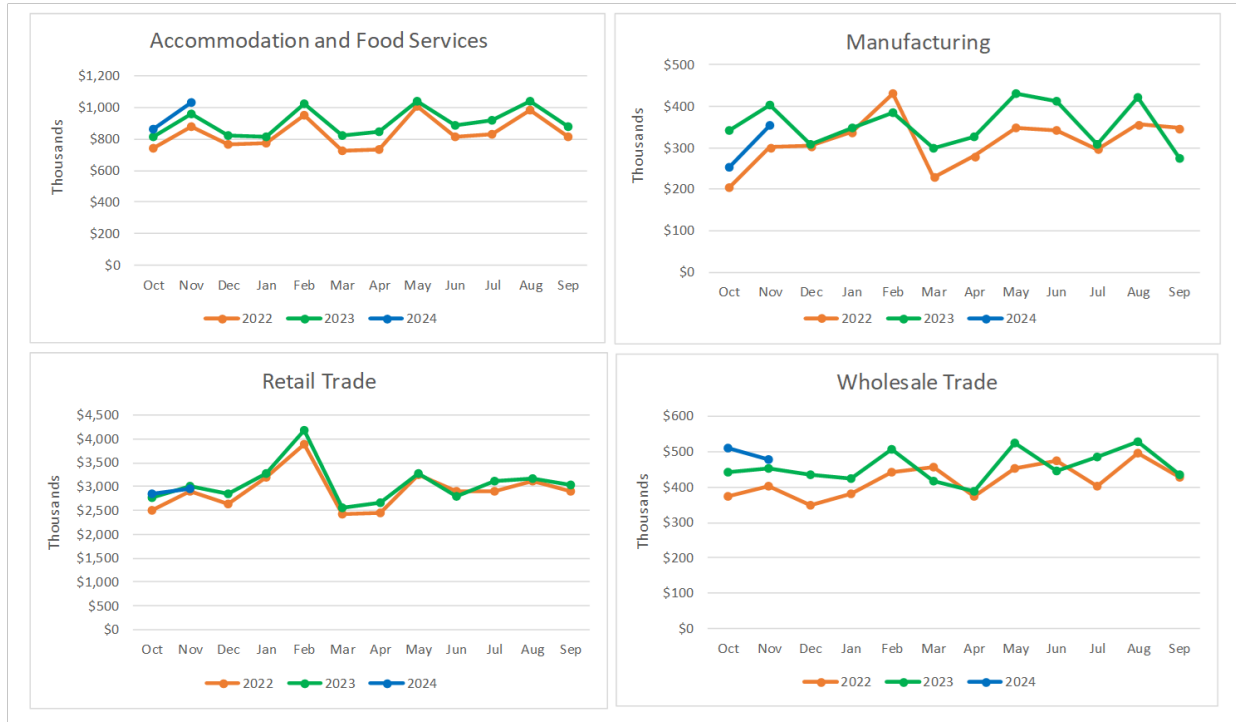 Accommodation and Food Services
Thousands
$1,200
$1,000
$800
$600
$400
$200
$0
Oct Nov Dec Jan Feb Mar Apr May Jun Jul Aug Sep
2022 2023 2024
Manufacturing
Thousands
$500
$400
$300
$200
$100
$0
Oct Nov Dec Jan Feb Mar Apr May Jun Jul Aug Sep
2022 2023 2024
Retail Trade
Thousands
$4,500
$4,000
$3,500
$3,000
$2,500
$2,000
$1,500
$1,000
$500
$0
Oct Nov Dec Jan Feb Mar Apr May Jun Jul Aug Sep
2022 2023 2024
Wholesale Trade
Thousands
$600
$500
$400
$300
$200
$100
$0
Oct Nov Dec Jan Feb Mar Apr May Jun Jul Aug Sep
2022 2023 2024